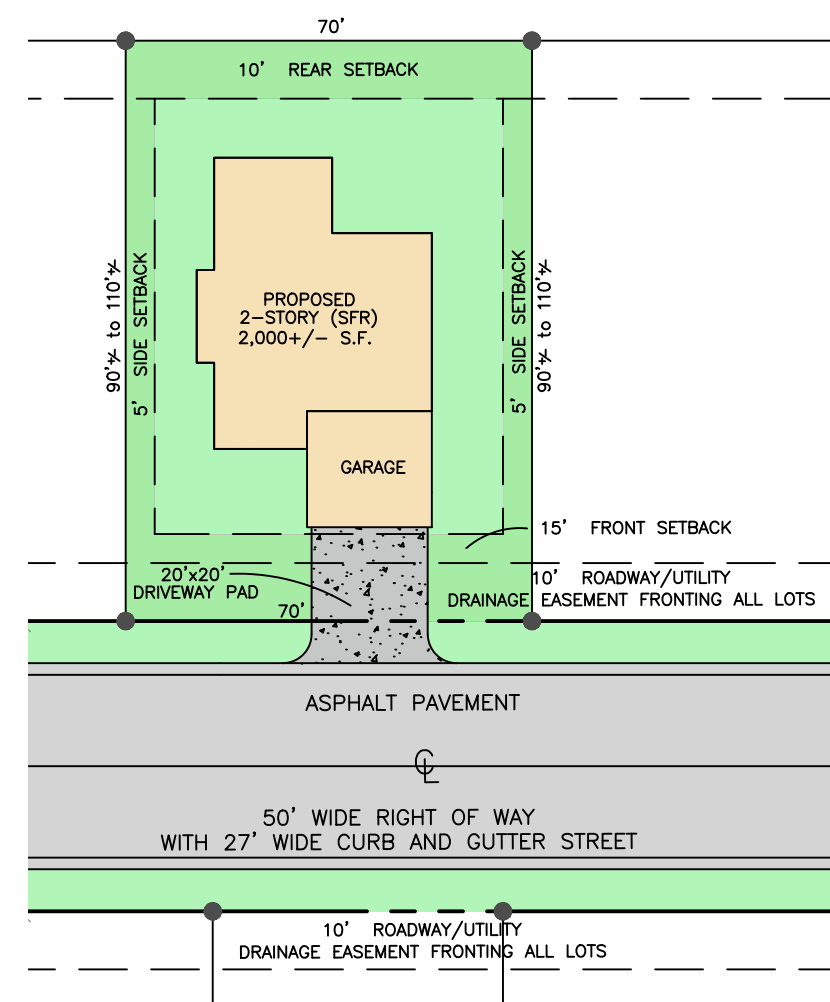 70'
10' REAR SETBACK
90'+/- to 110'+/-
5' SIDE SETBACK
PROPOSED
2-STORY (SFR)
2,000+/- S.F.
5' SIDE SETBACK
90'+/- to 110'+/-
GARAGE
15' FRONT SETBACK
20'x20'
DRIVEWAY PAD
10' ROADWAY/UTILITY
DRAINAGE EASEMENT FRONTING ALL LOTS
70'
ASPHALT PAVEMENT
CL
50' WIDE RIGHT OF WAY
WITH 27' WIDE CURB AND GUTTER STREET
10' ROADWAY/UTILITY
DRAINAGE EASEMENT FRONTING ALL LOTS